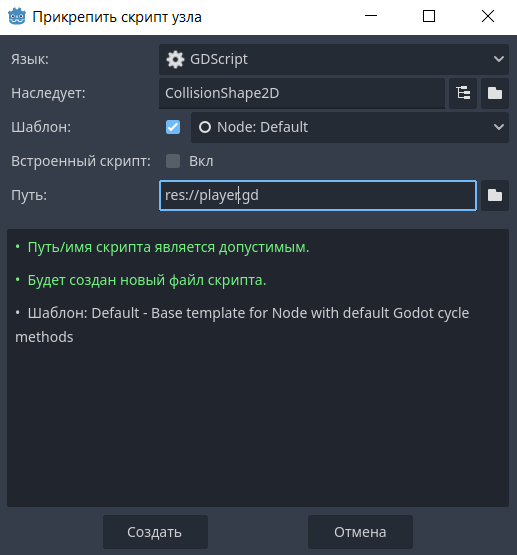 Прикрепить скрипт узла
Язык: GDScript
Наследует: CollisionShape2D
Шаблон: Node: Default
Встроенный скрипт: Вкл
Путь: res://player.gd
• Путь/имя скрипта является допустимым.
• Будет создан новый файл скрипта.
• Шаблон: Default - Base template for Node with default Godot cycle
methods
Создать Отмена